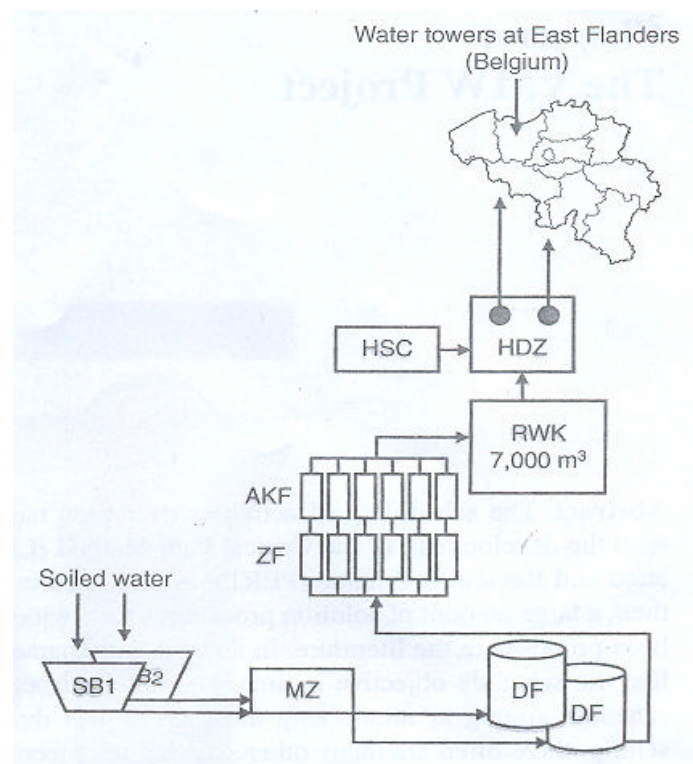 Water towers at East Flanders
(Belgium)
HSC
HDZ
RWK
7,000 m³
AKF
ZF
Soiled water
SB1
B2
MZ
DF
DF